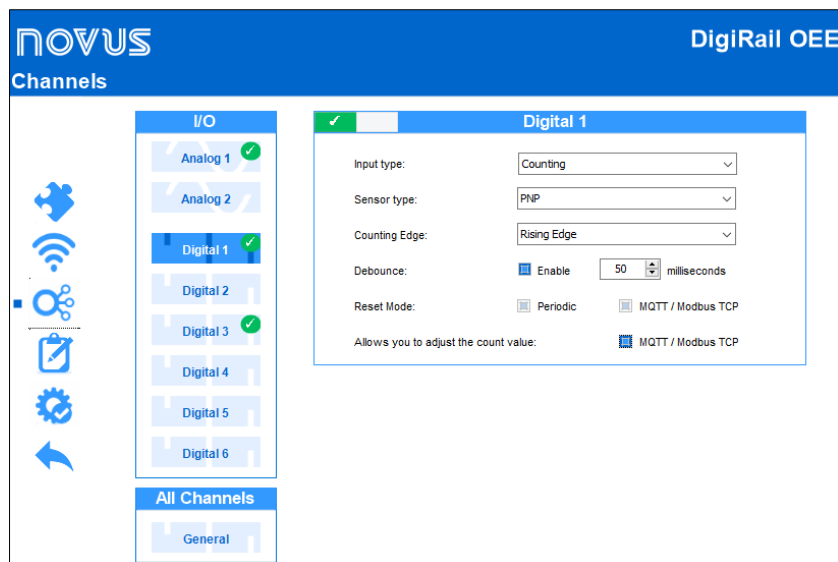 novus
DigiRail OEE
Channels
I/O
Analog 1
Analog 2
Digital 1
Digital 2
Digital 3
Digital 4
Digital 5
Digital 6
All Channels
General
Digital 1
Input type: Counting
Sensor type: PNP
Counting Edge: Rising Edge
Debounce: Enable 50 milliseconds
Reset Mode: Periodic MQTT / Modbus TCP
Allows you to adjust the count value: MQTT / Modbus TCP